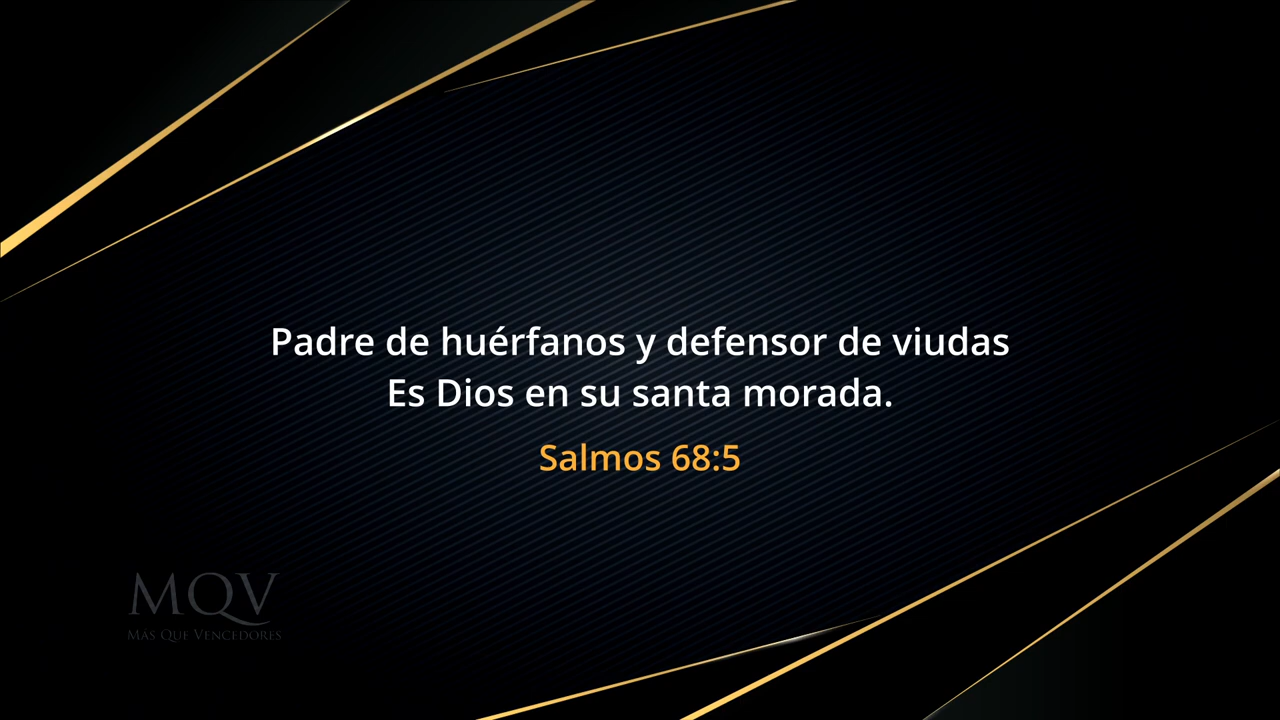 Padre de huérfanos y defensor de viudas
Es Dios en su santa morada.
Salmos 68:5
MQV
Más Que Vencedores